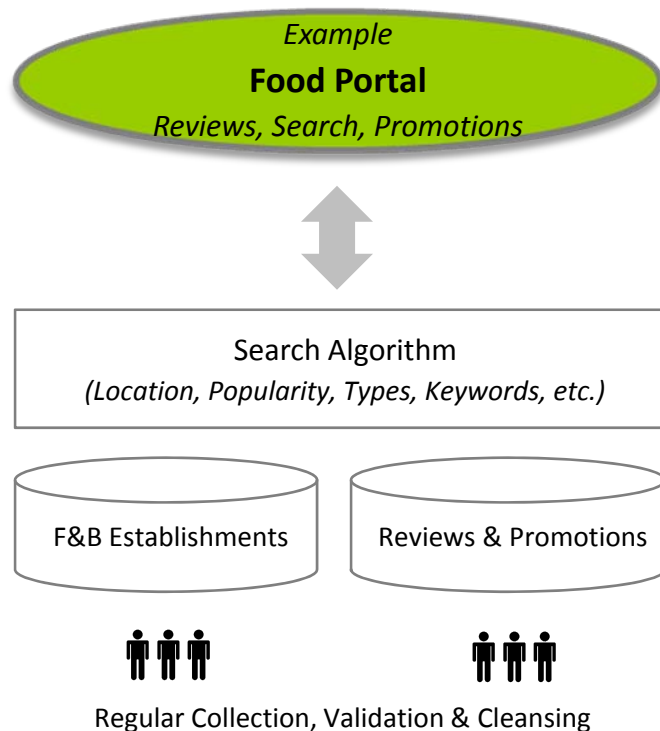 Example
Food Portal
Reviews, Search, Promotions
Search Algorithm
(Location, Popularity, Types, Keywords, etc.)
F&B Establishments
Reviews & Promotions
Regular Collection, Validation & Cleansing